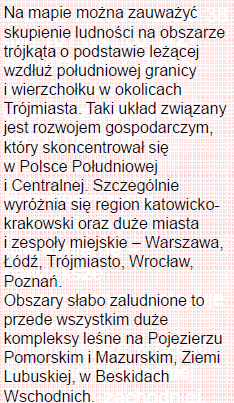 Na mapie można zauważyć
skupienie ludności na obszarze
trójkąta o podstawie leżącej
wzdłuż południowej granicy
i wierzchołku w okolicach
Trójmiasta. Taki układ związany
jest rozwojem gospodarczym,
który skoncentrował się
w Polsce Południowej
i Centralnej. Szczególnie
wyróżnia się region katowicko-
krakowski oraz duże miasta
i zespoły miejskie – Warszawa,
Łódź, Trójmiasto, Wrocław,
Poznań.
Obszary słabo zaludnione to
przede wszystkim duże
kompleksy leśne na Pojezierzu
Pomorskim i Mazurskim, Ziemi
Lubuskiej, w Beskidach
Wschodnich.